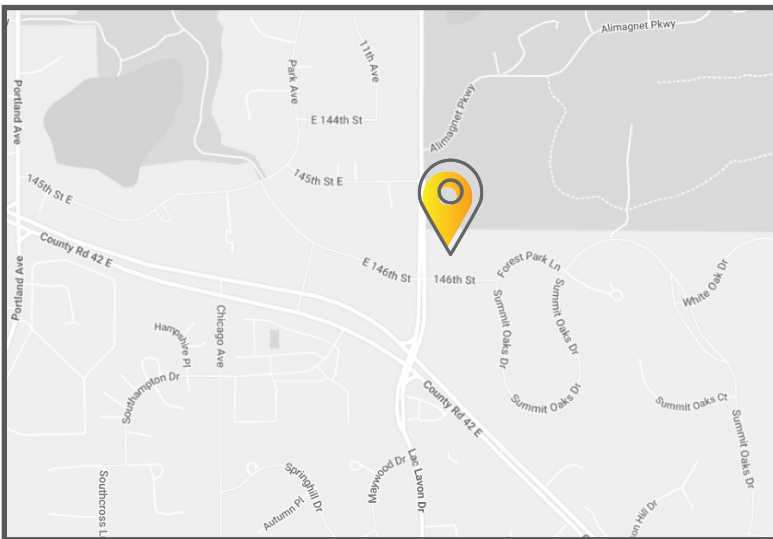 Alimagnet Pkwy
11th Ave
Park Ave
Portland Ave
E 144th St
Alimagnet Pkwy
145th St E
145th St E
County Rd 42 E
Portland Ave
E 146th St
146th St
Forest Park Ln
White Oak Dr
Summit Oaks Dr
Summit Oaks Dr
Chicago Ave
Hampshire Pl
Southampton Dr
County Rd 42 E
Summit Oaks Dr
Summit Oaks Ct
Summit Oaks Dr
Lac Lavon Dr
Maywood Dr
Springhill Dr
Autumn Pl
Southcross L
on Hill Dr